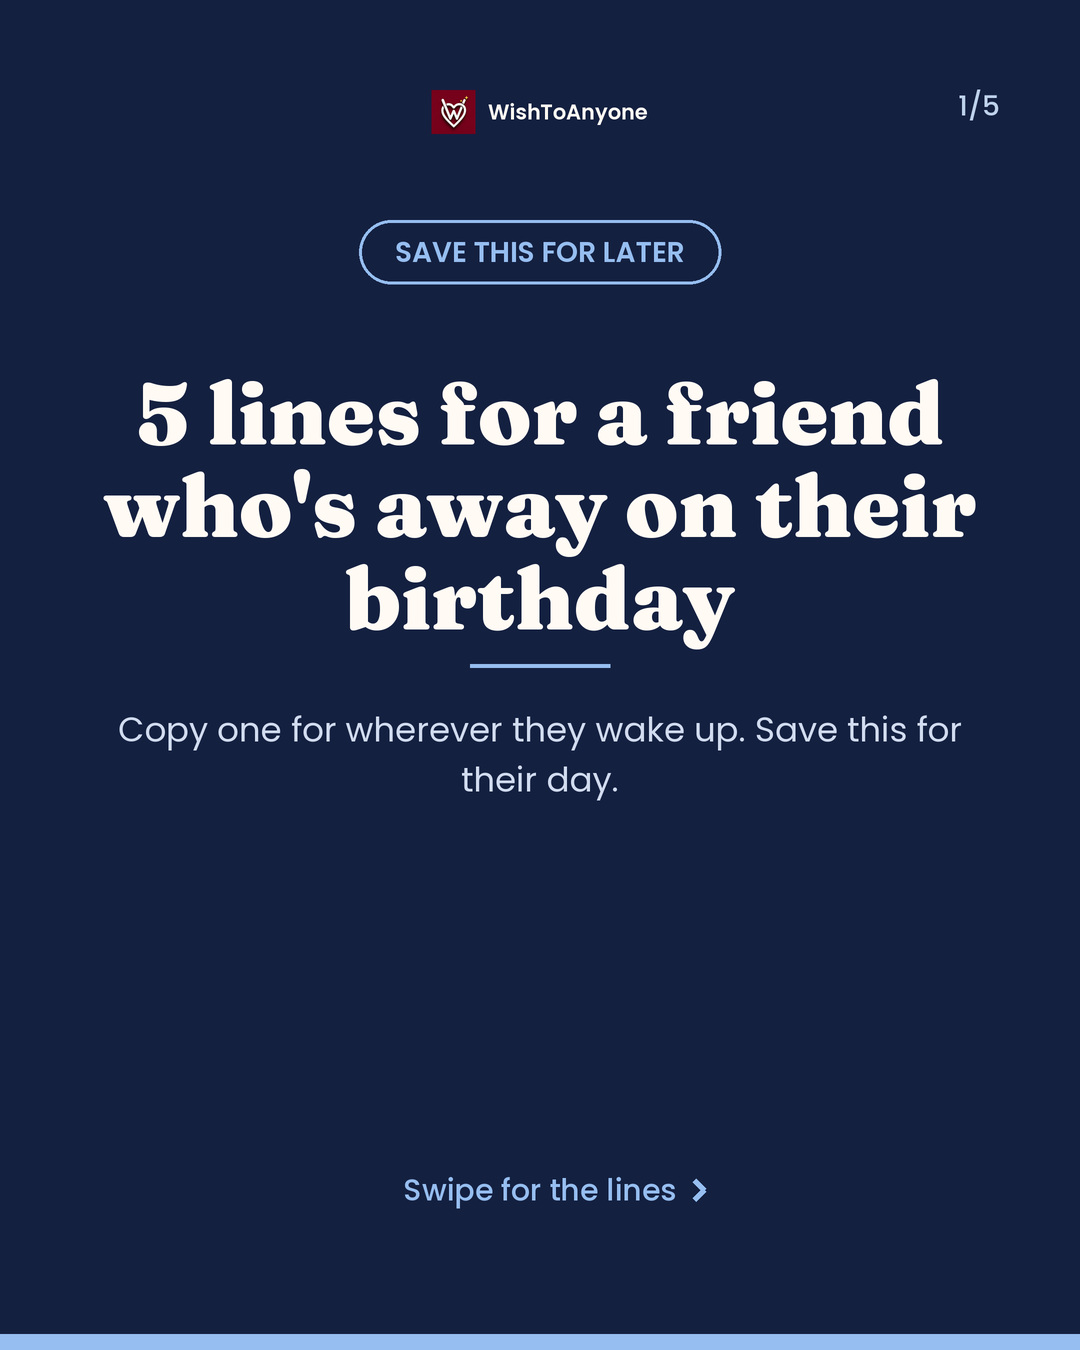 WishToAnyone
1/5
SAVE THIS FOR LATER
5 lines for a friend
who's away on their
birthday
Copy one for wherever they wake up. Save this for
their day.
Swipe for the lines